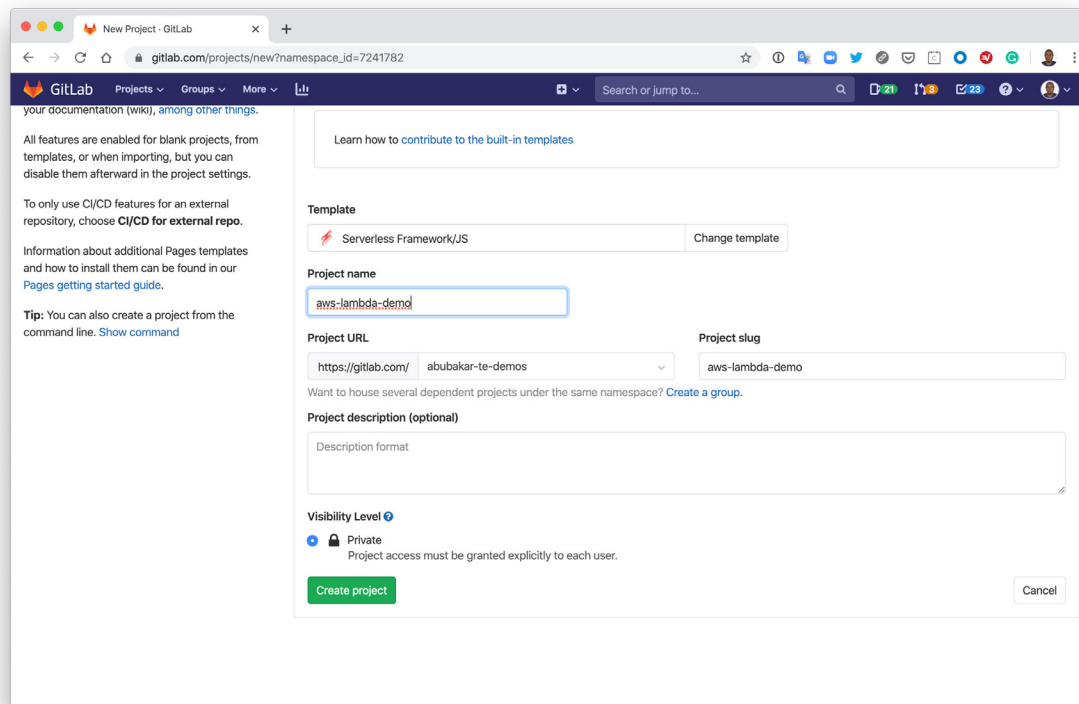 New Project · GitLab
gitlab.com/projects/new?namespace_id=7241782
GitLab Projects Groups More Search or jump to... 21 3 23
your documentation (wiki), among other things.
All features are enabled for blank projects, from
templates, or when importing, but you can
disable them afterward in the project settings.
To only use CI/CD features for an external
repository, choose CI/CD for external repo.
Information about additional Pages templates
and how to install them can be found in our
Pages getting started guide.
Tip: You can also create a project from the
command line. Show command
Learn how to contribute to the built-in templates
Template
Serverless Framework/JS Change template
Project name
aws-lambda-demo
Project URL Project slug
https://gitlab.com/ abubakar-te-demos aws-lambda-demo
Want to house several dependent projects under the same namespace? Create a group.
Project description (optional)
Description format
Visibility Level
Private
Project access must be granted explicitly to each user.
Create project Cancel